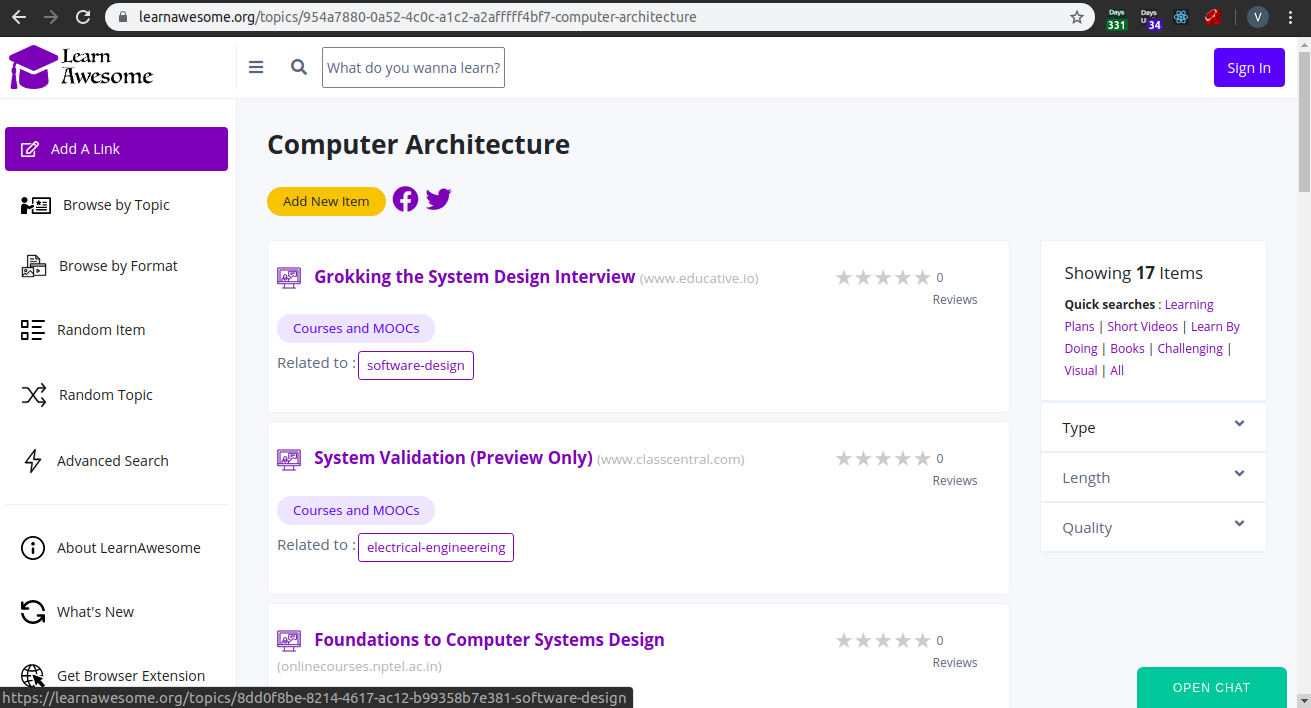 learnawesome.org/topics/954a7880-0a52-4c0c-a1c2-a2afffff4bf7-computer-architecture
Days
331
Days
U
34
V
Learn
Awesome
What do you wanna learn?
Sign In
Add A Link
Browse by Topic
Browse by Format
Random Item
Random Topic
Advanced Search
About LearnAwesome
What's New
Get Browser Extension
Computer Architecture
Add New Item
Grokking the System Design Interview (www.educative.io)
0
Reviews
Courses and MOOCs
Related to : software-design
System Validation (Preview Only) (www.classcentral.com)
0
Reviews
Courses and MOOCs
Related to : electrical-engineereing
Foundations to Computer Systems Design
(onlinecourses.nptel.ac.in)
0
Reviews
Showing 17 Items
Quick searches : Learning
Plans | Short Videos | Learn By
Doing | Books | Challenging |
Visual | All
Type
Length
Quality
OPEN CHAT
https://learnawesome.org/topics/8dd0f8be-8214-4617-ac12-b99358b7e381-software-design